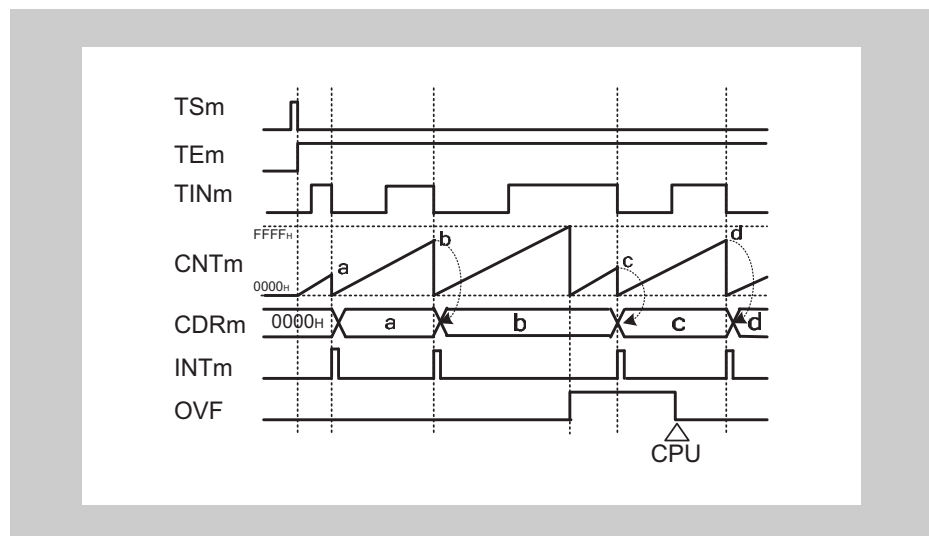 TSm
TEm
TINm
FFFFH
b
d
a
c
CNTm
0000H
CDRm 0000H a b c d
INTm
OVF
CPU